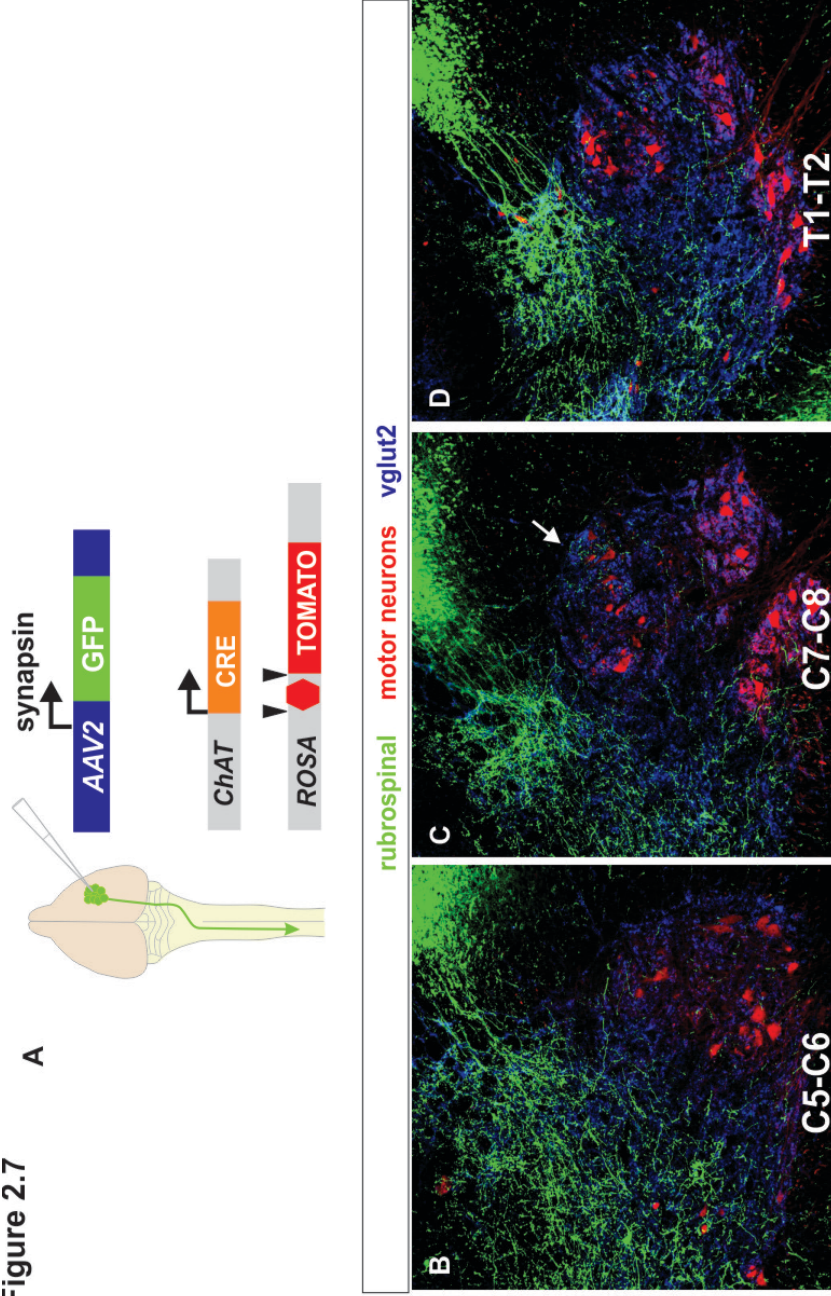 Figure 2.7
A
synapsin
AAV2 GFP
ChAT CRE
ROSA TOMATO
rubrospinal motor neurons vglut2
B
C5-C6
C
C7-C8
D
T1-T2